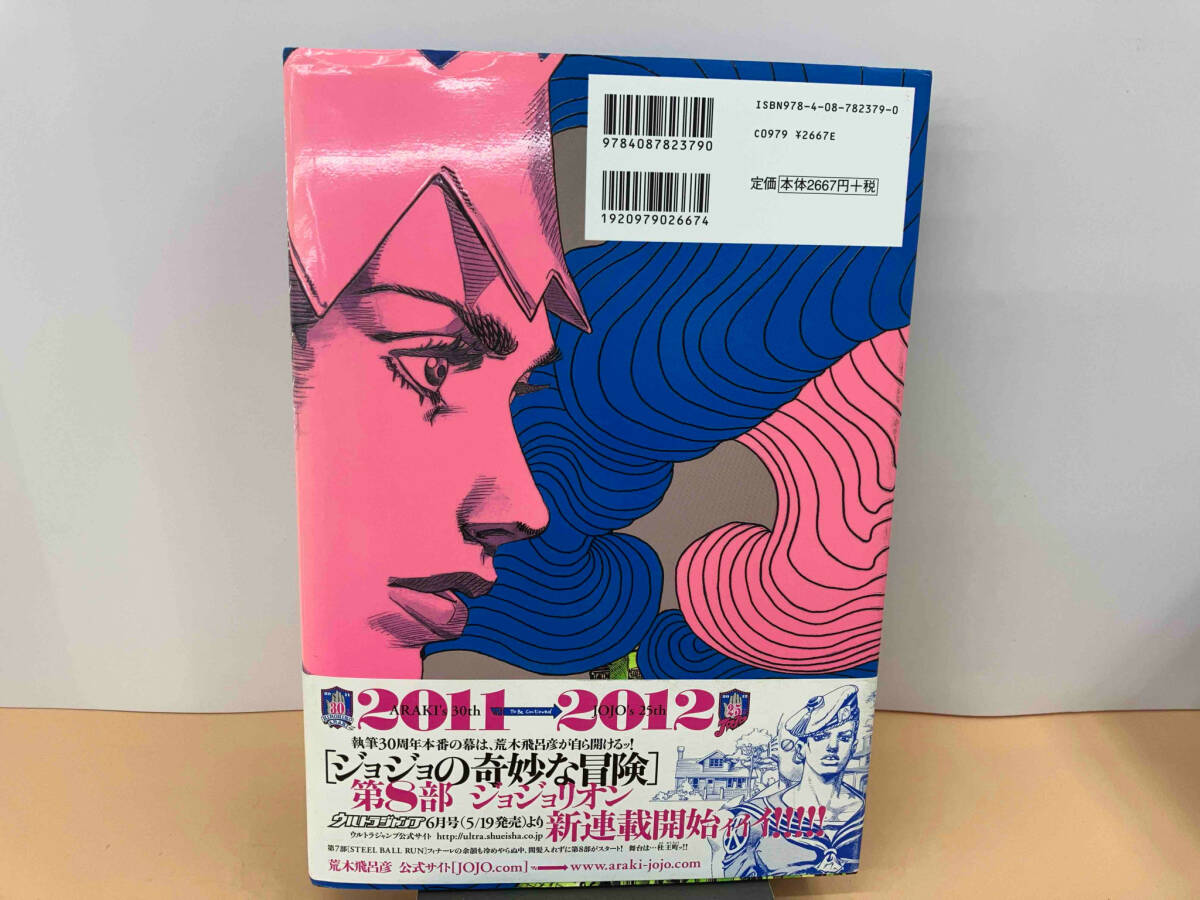 ISBN978-4-08-782379-0
9784087823790
C0979 ¥2667E
定価 本体2667円+税
1920979026674
30
2011 2012
25
ARAKI's 30th To Be Continued JOJO's 25th
執筆30周年本番の幕は、荒木飛呂彦が自ら開けるッ!
[ジョジョの奇妙な冒険]
第8部 ジョジョリオン
ウルトラジャンプ 6月号(5/19発売)より 新連載開始ィィイ!!!!!
ウルトラジャンプ公式サイト http://ultra.shueisha.co.jp
第7部[STEEL BALL RUN]フィナーレの余韻も冷めやらぬ中、間髪入れずに第8部がスタート! 舞台は…杜王町ッ!!
荒木飛呂彦 公式サイト[JOJO.com] www.araki-jojo.com